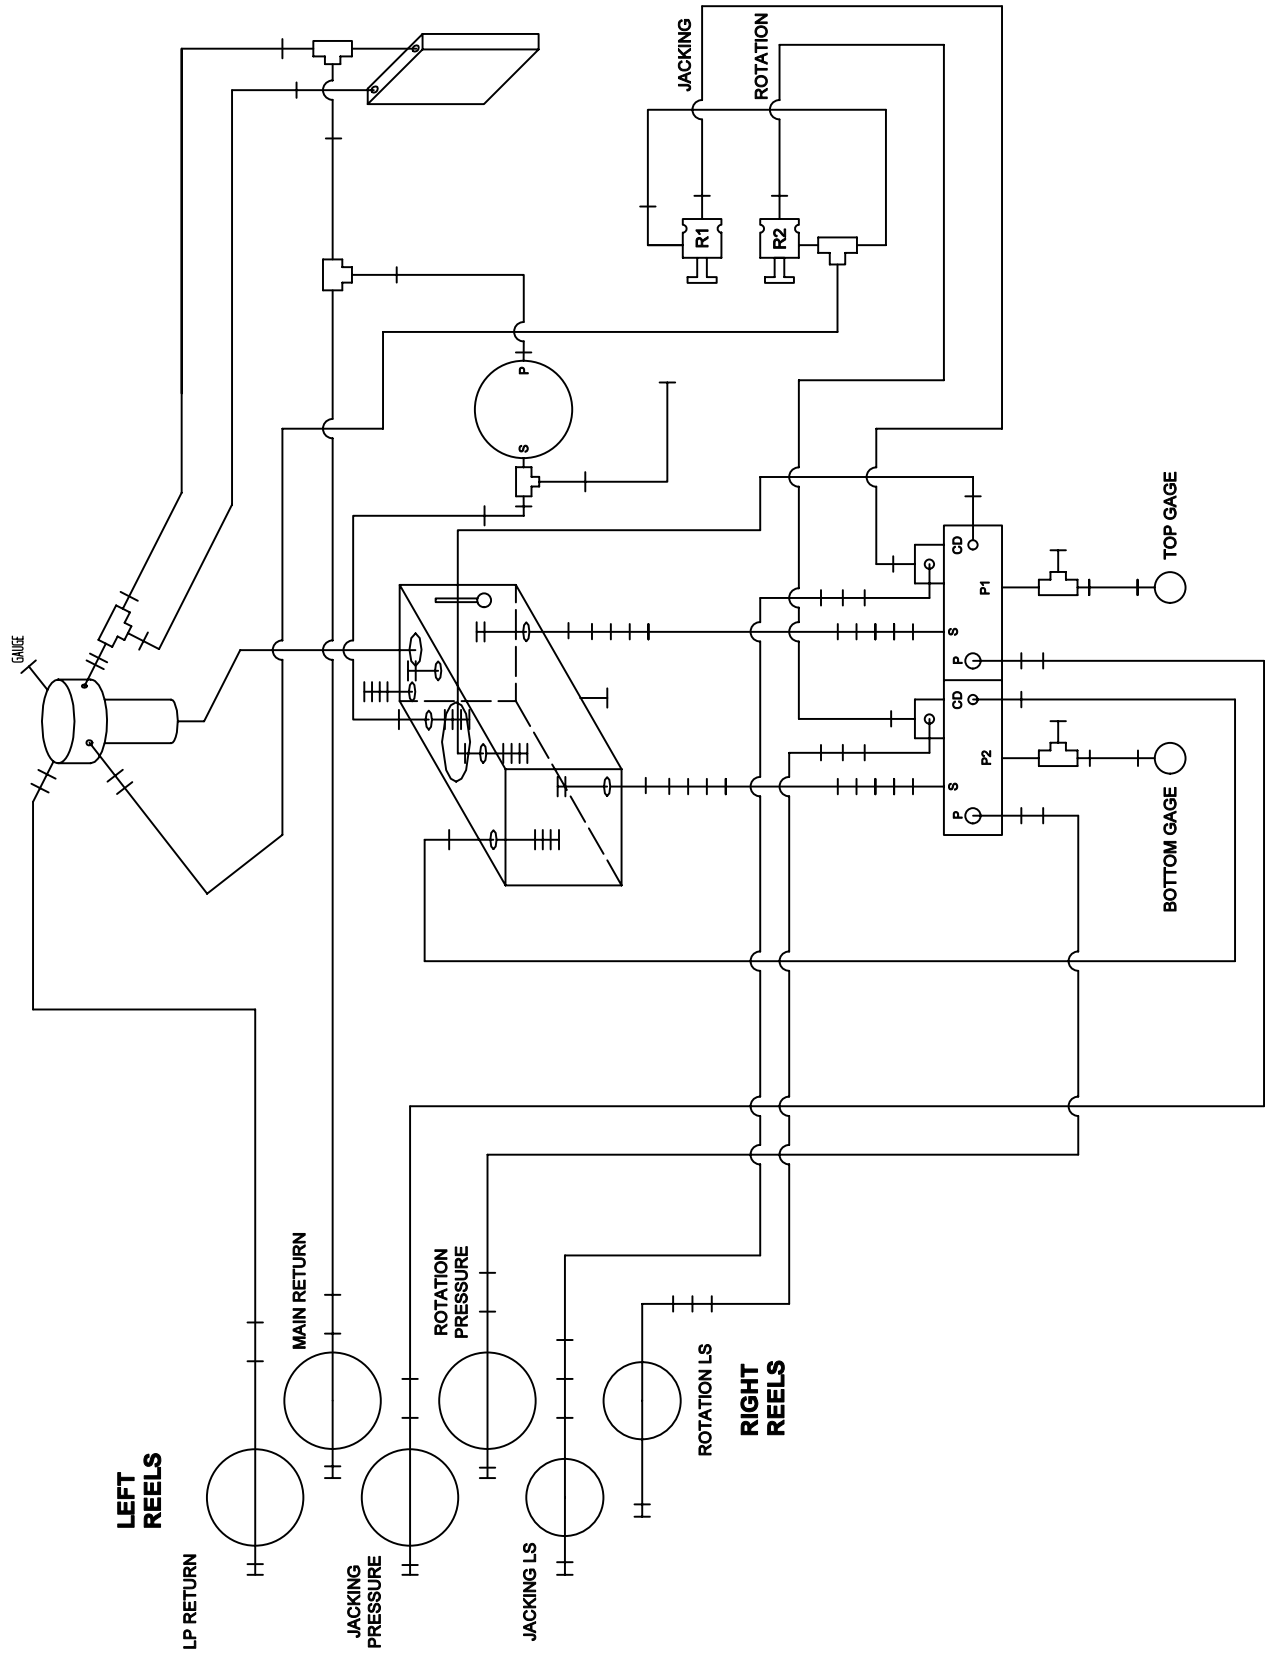 GAUGE
JACKING
ROTATION
R1
R2
P
S
TOP GAGE
CD
P1
S
P
CD
P2
S
P
BOTTOM GAGE
LEFT
REELS
LP RETURN
MAIN RETURN
JACKING
PRESSURE
ROTATION
PRESSURE
JACKING LS
ROTATION LS
RIGHT
REELS